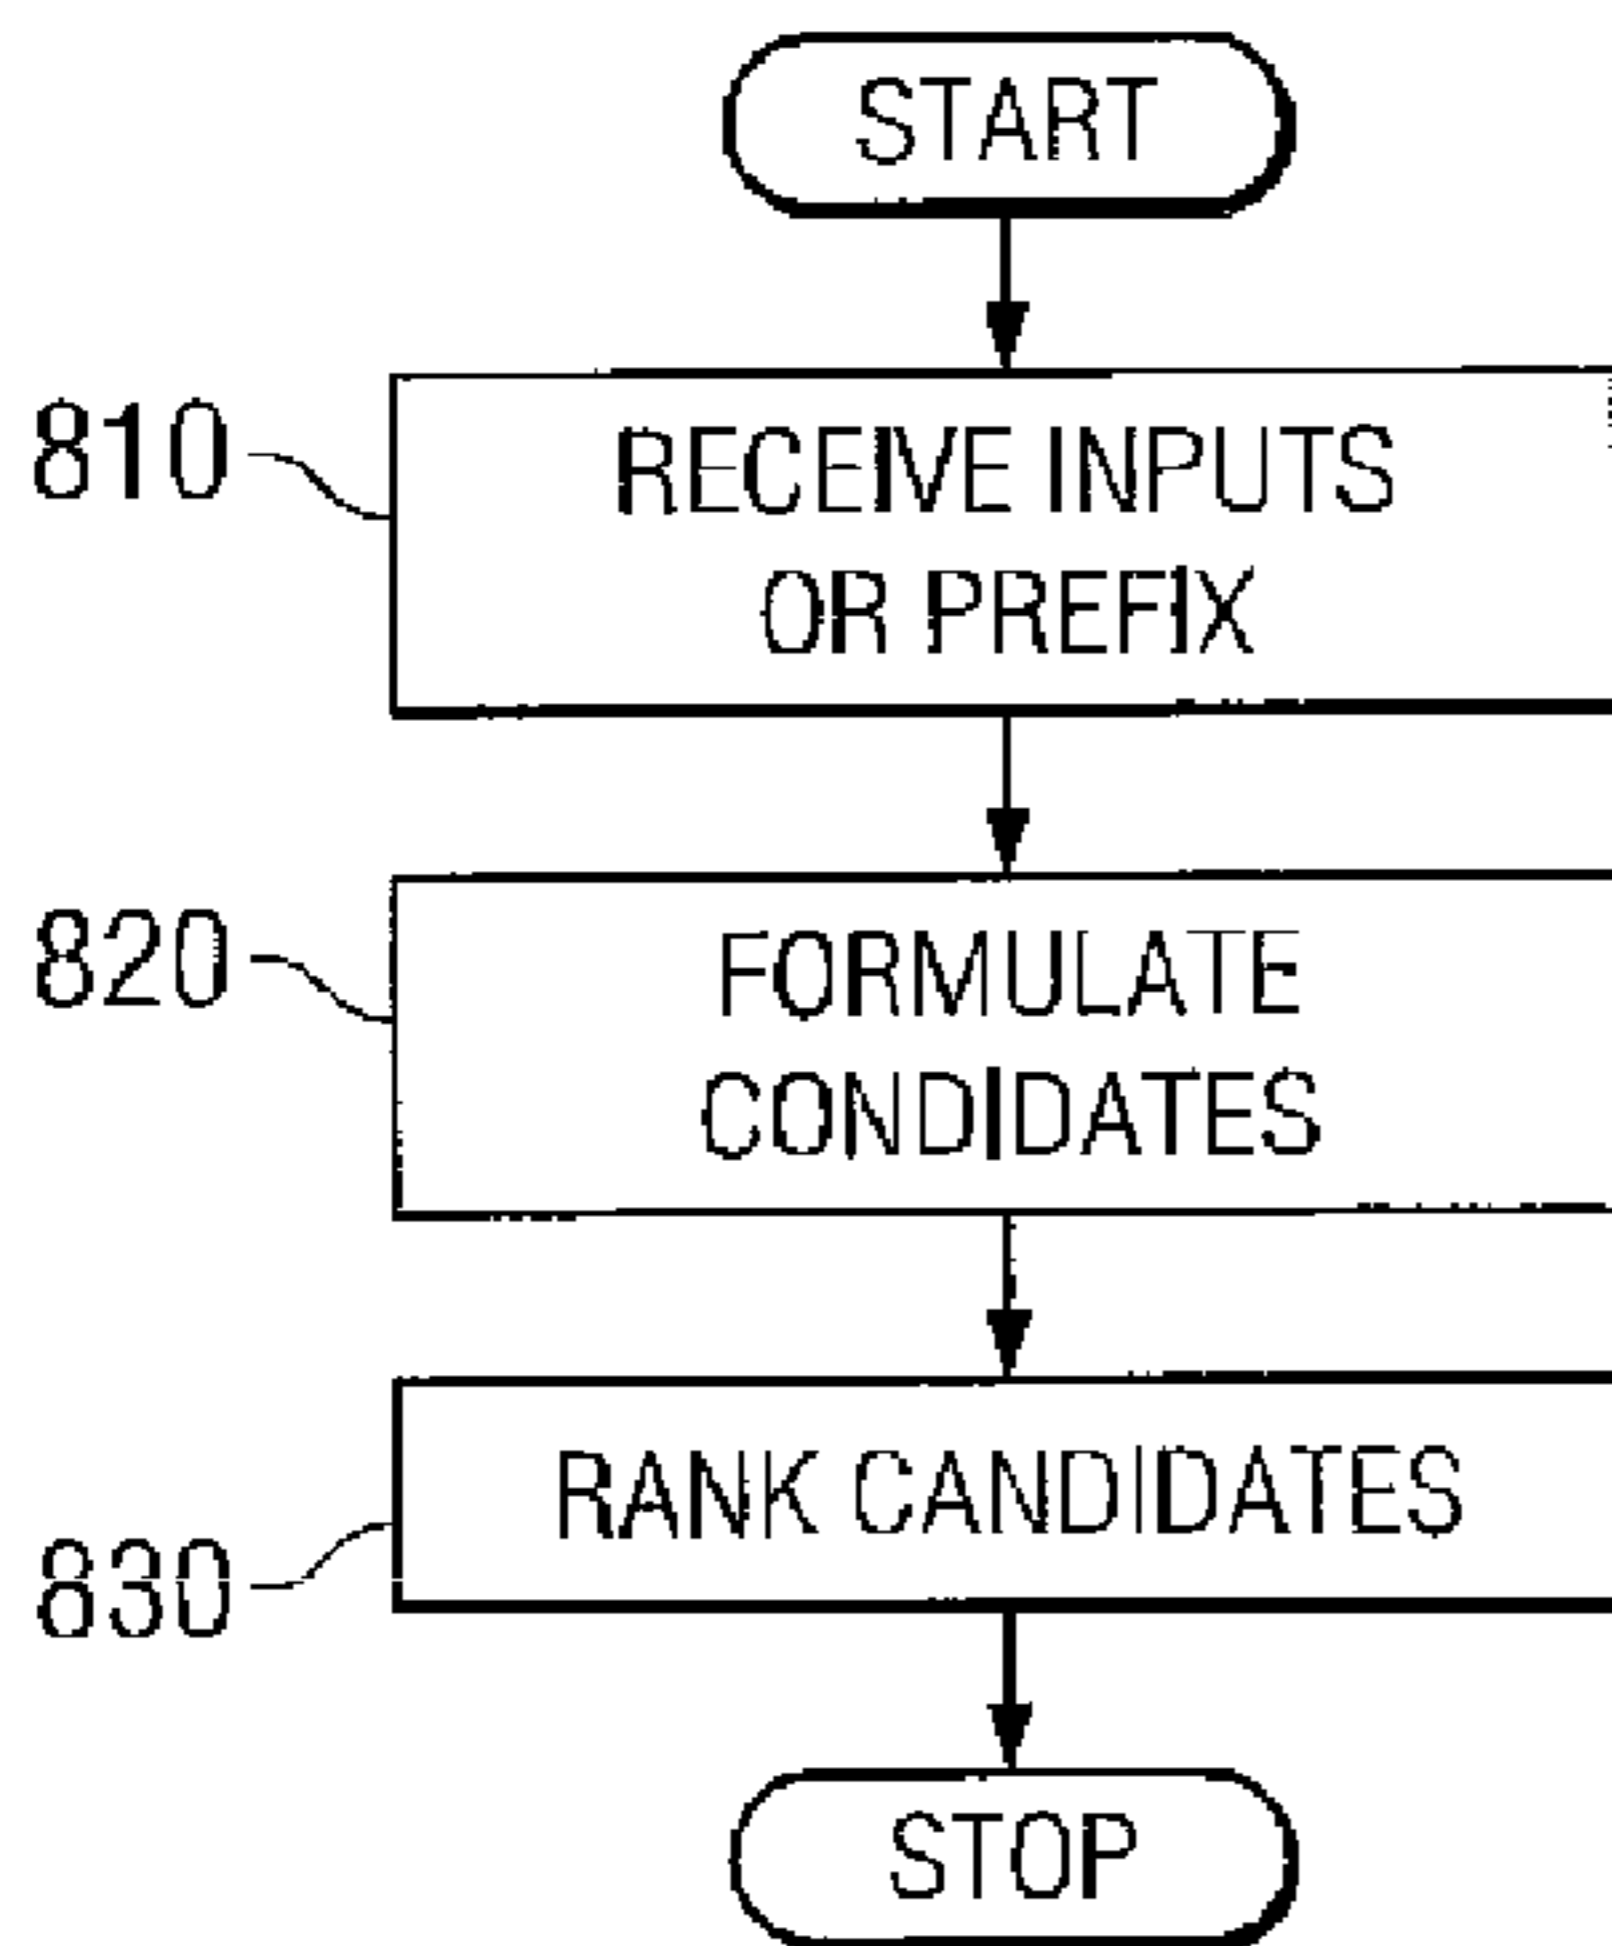 START
810
RECEIVE INPUTS
OR PREFIX
820
FORMULATE
CONDIDATES
RANK CANDIDATES
830
STOP